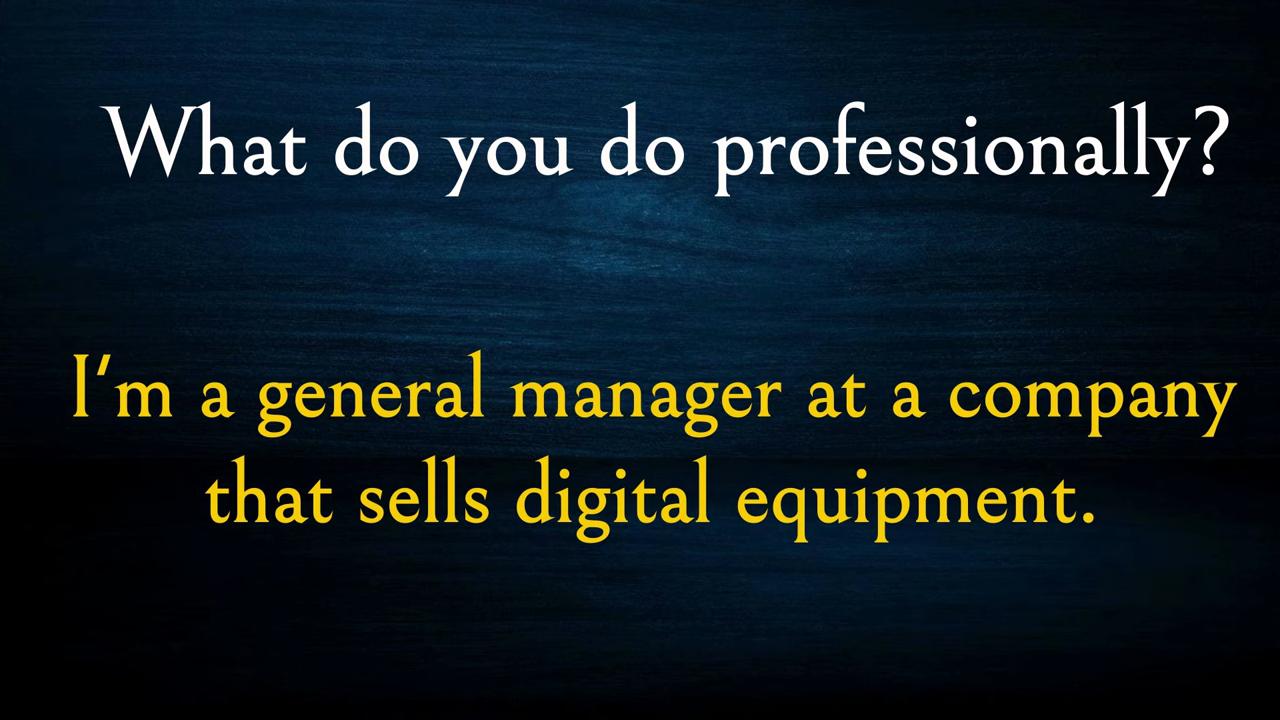 What do you do professionally?
I'm a general manager at a company
that sells digital equipment.